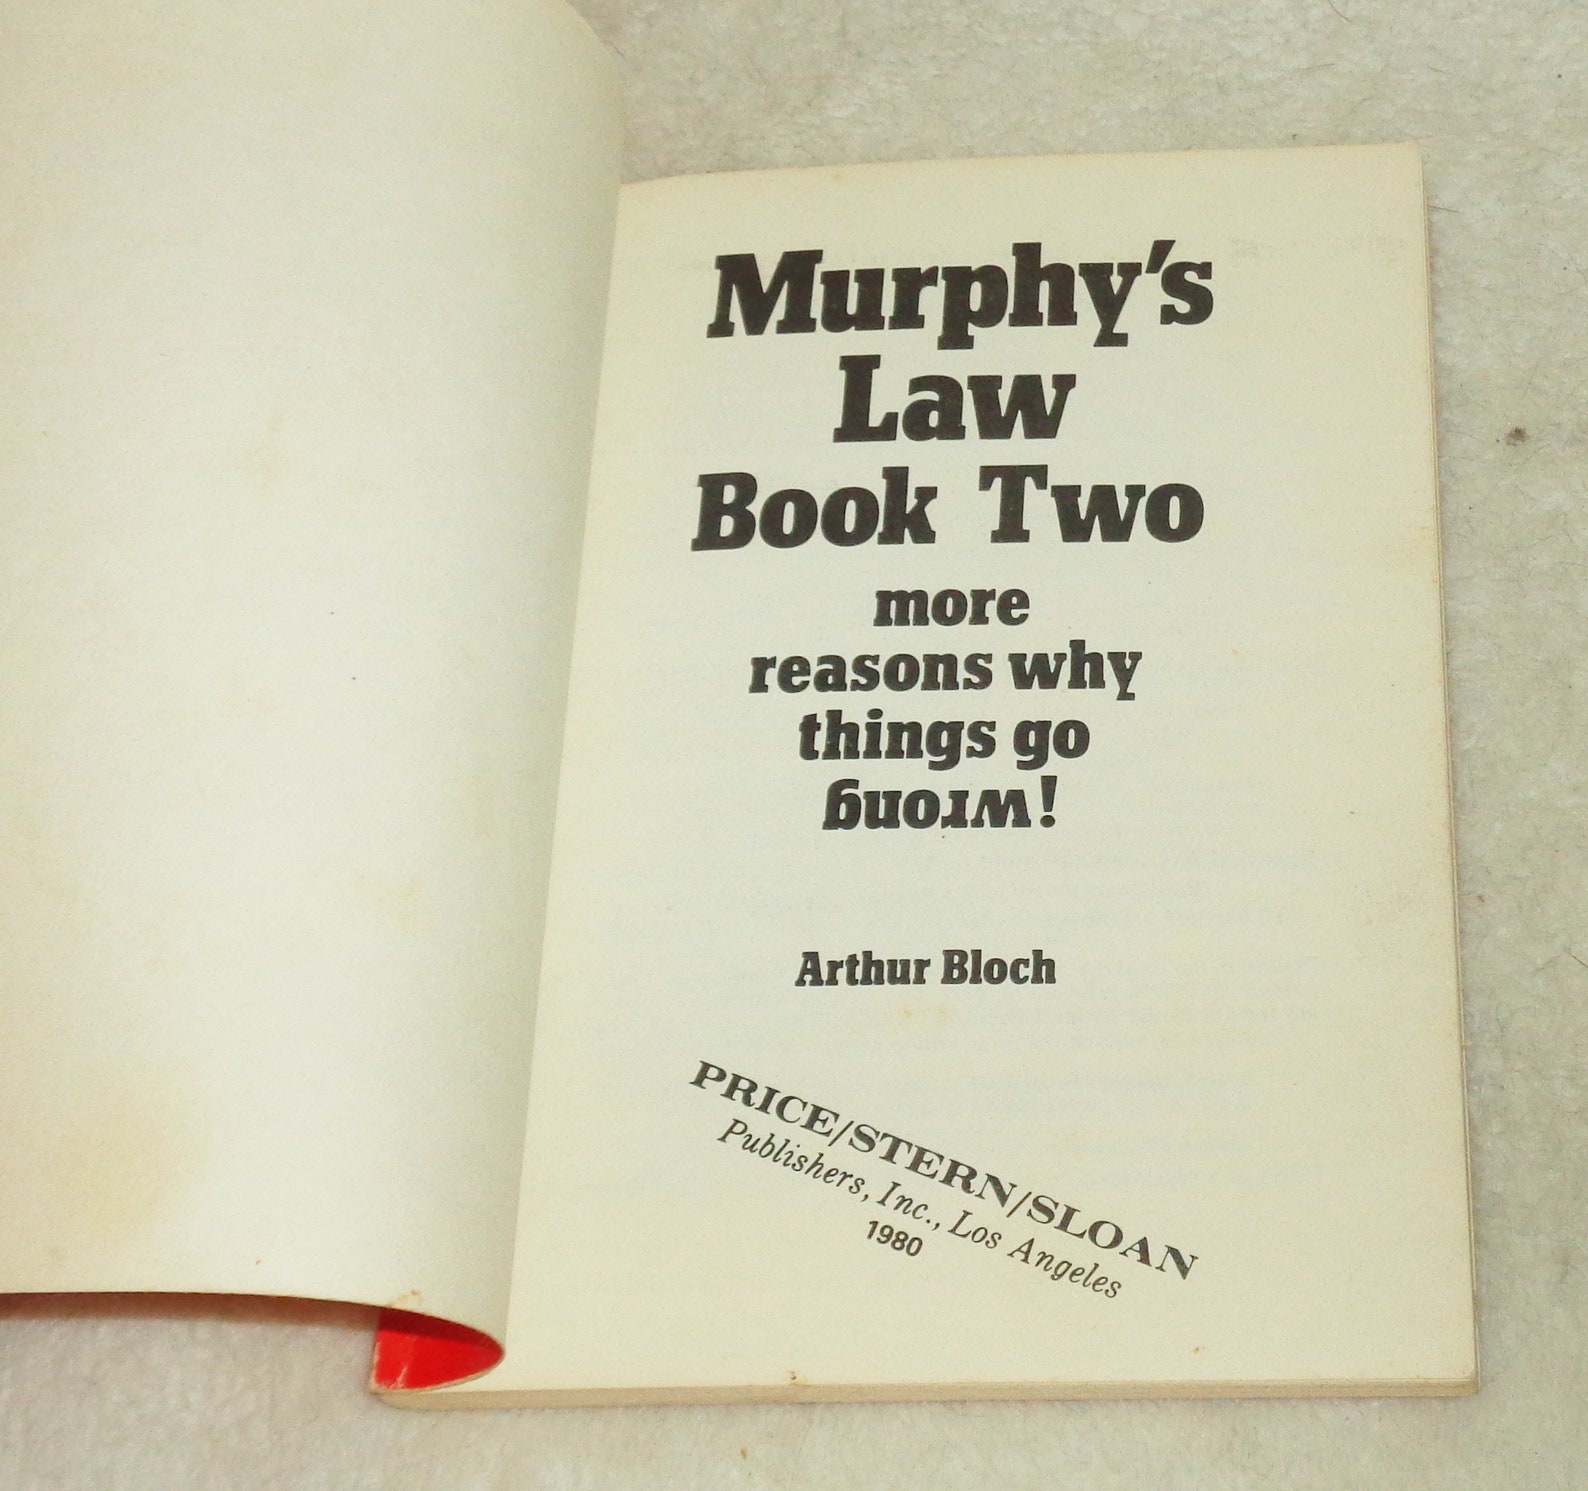 Murphy's
Law
Book Two
more
reasons why
things go
wrong!
Arthur Bloch
PRICE/STERN/SLOAN
Publishers, Inc., Los Angeles
1980